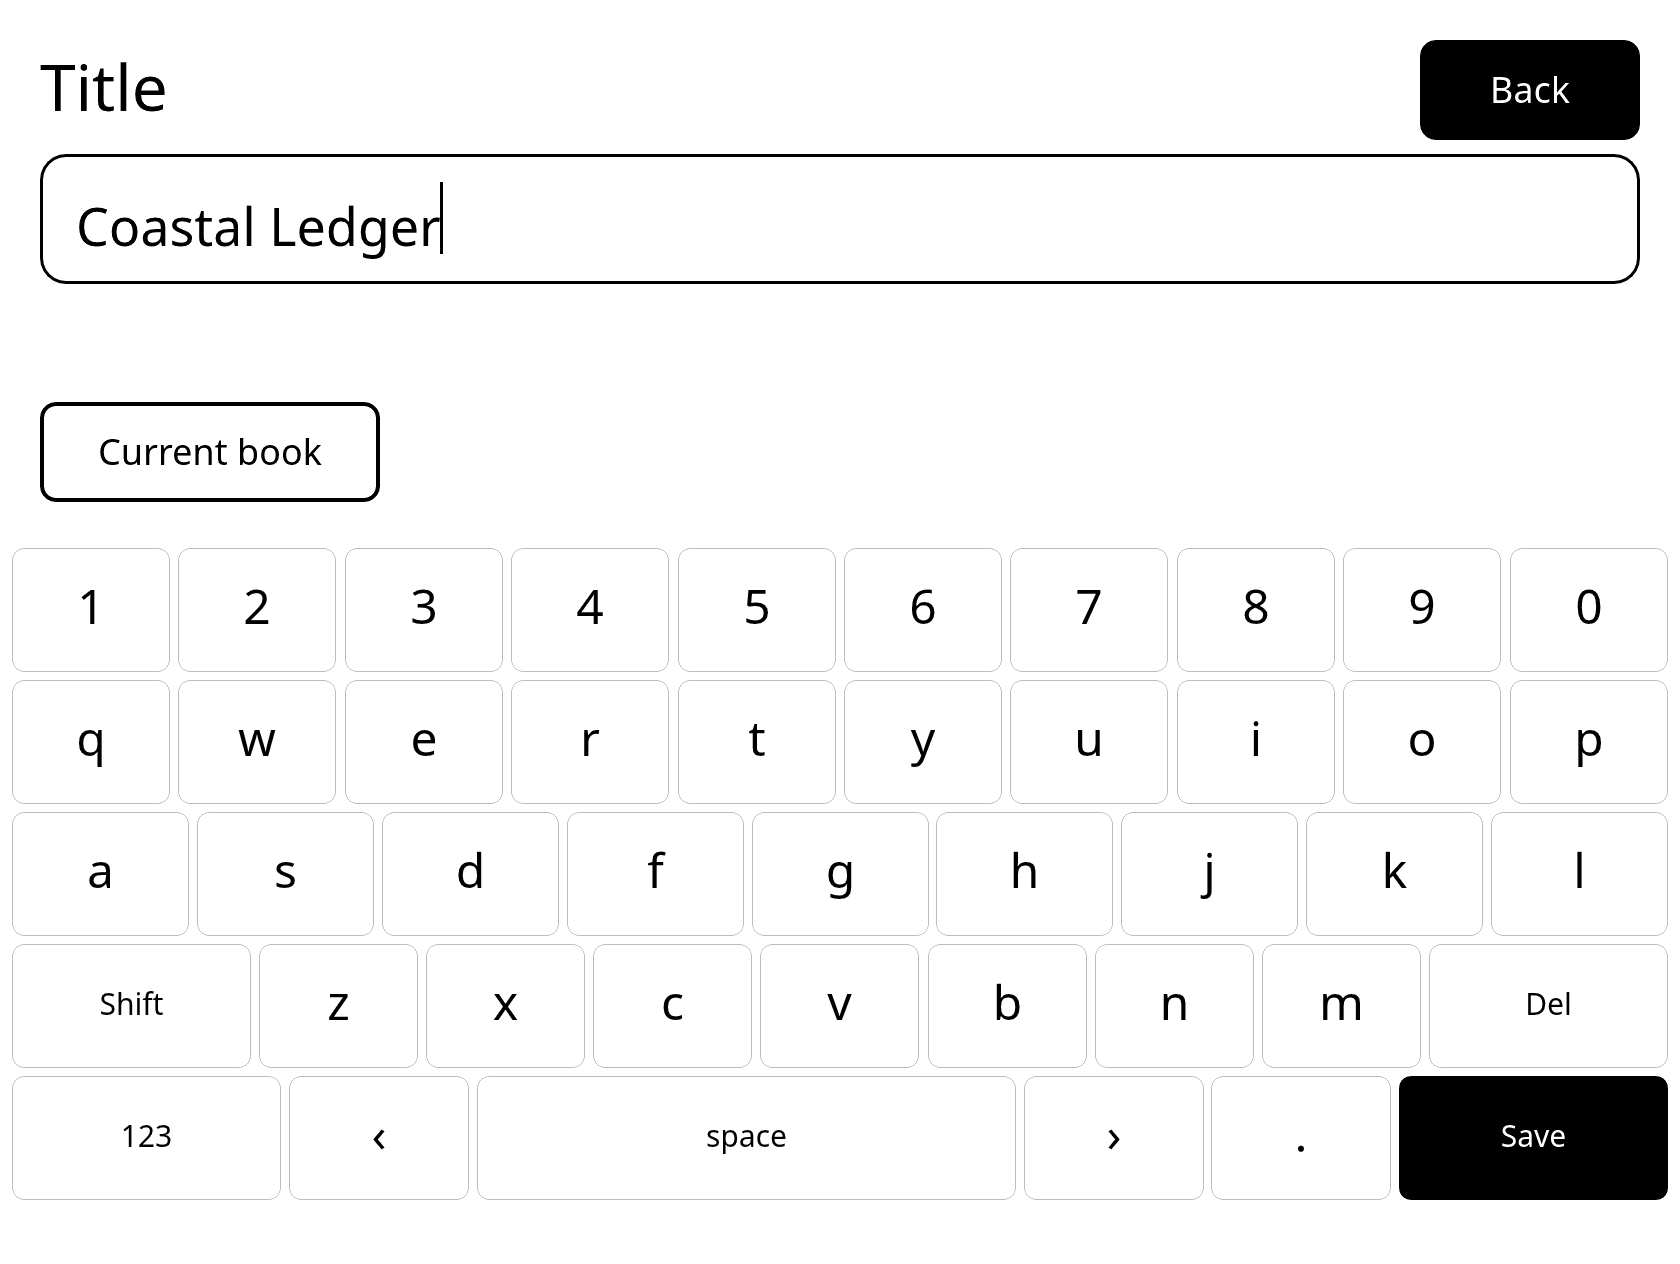 Title
Back
Coastal Ledger
Current book
1 2 3 4 5 6 7 8 9 0
q w e r t y u i o p
a s d f g h j k l
Shift z x c v b n m Del
123 ‹ space › . Save